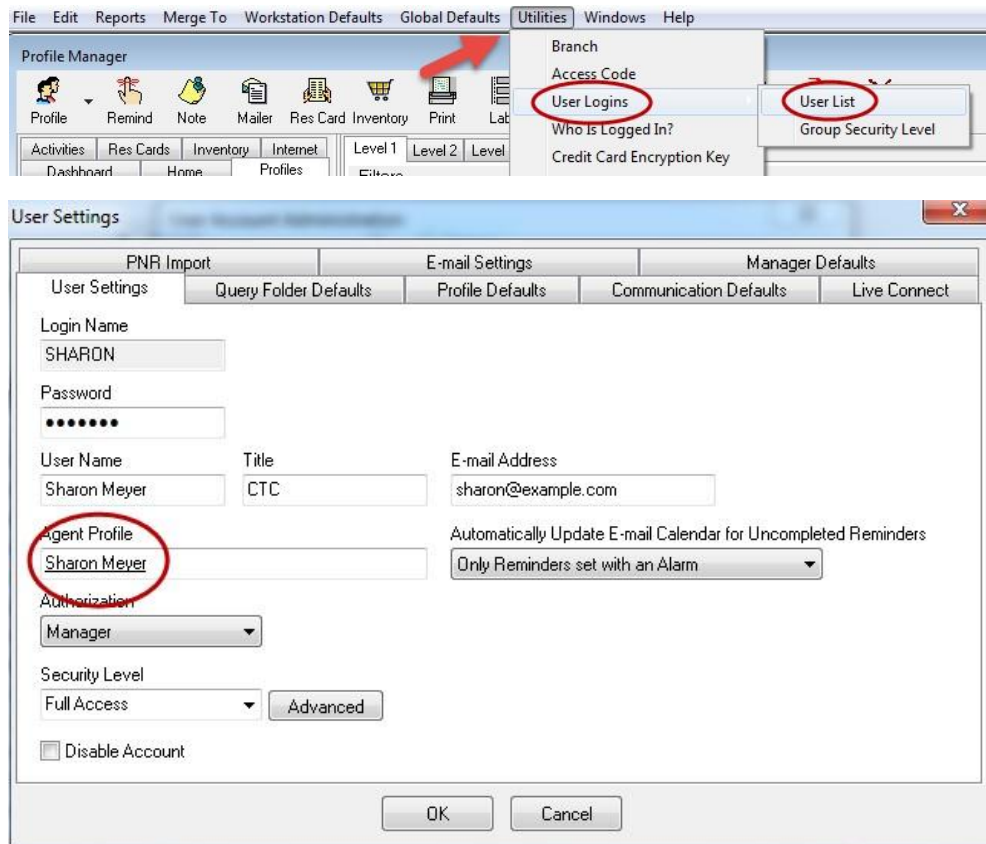 File Edit Reports Merge To Workstation Defaults Global Defaults Utilities Windows Help
Profile Manager
Branch
Access Code
User Logins
User List
Who Is Logged In?
Group Security Level
Credit Card Encryption Key
Profile Remind Note Mailer Res Card Inventory Print
Activities Res Cards Inventory Internet Level 1 Level 2 Level
Dashboard Home Profiles Filters
User Settings
PNR Import E-mail Settings Manager Defaults
User Settings Query Folder Defaults Profile Defaults Communication Defaults Live Connect
Login Name
SHARON
Password
•••••••
User Name Title E-mail Address
Sharon Meyer CTC sharon@example.com
Agent Profile Automatically Update E-mail Calendar for Uncompleted Reminders
Sharon Meyer Only Reminders set with an Alarm
Authorization
Manager
Security Level
Full Access Advanced
Disable Account
OK Cancel